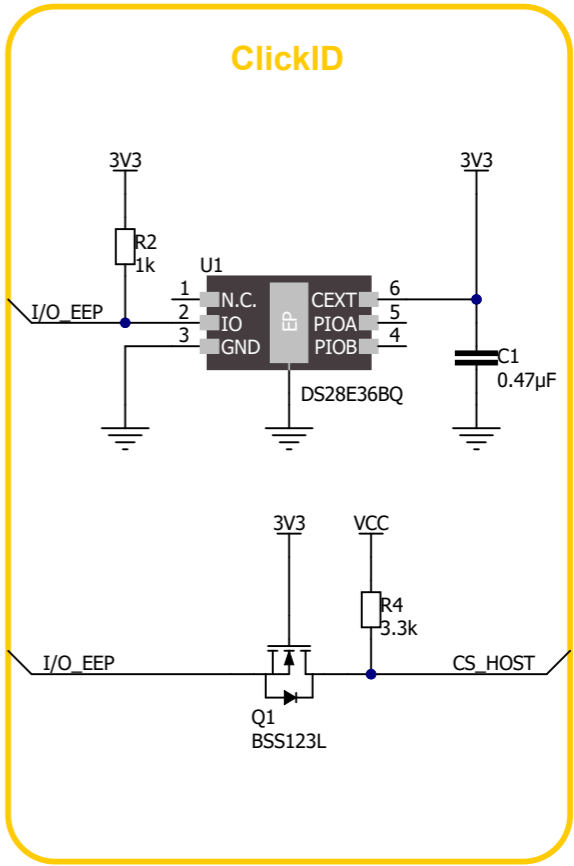 ClickID
3V3
3V3
R2
1k
U1
I/O_EEP
1
2
3
N.C.
IO
GND
EP
CEXT
PIOA
PIOB
6
5
4
DS28E36BQ
C1
0.47µF
3V3
VCC
R4
3.3k
I/O_EEP
CS_HOST
Q1
BSS123L